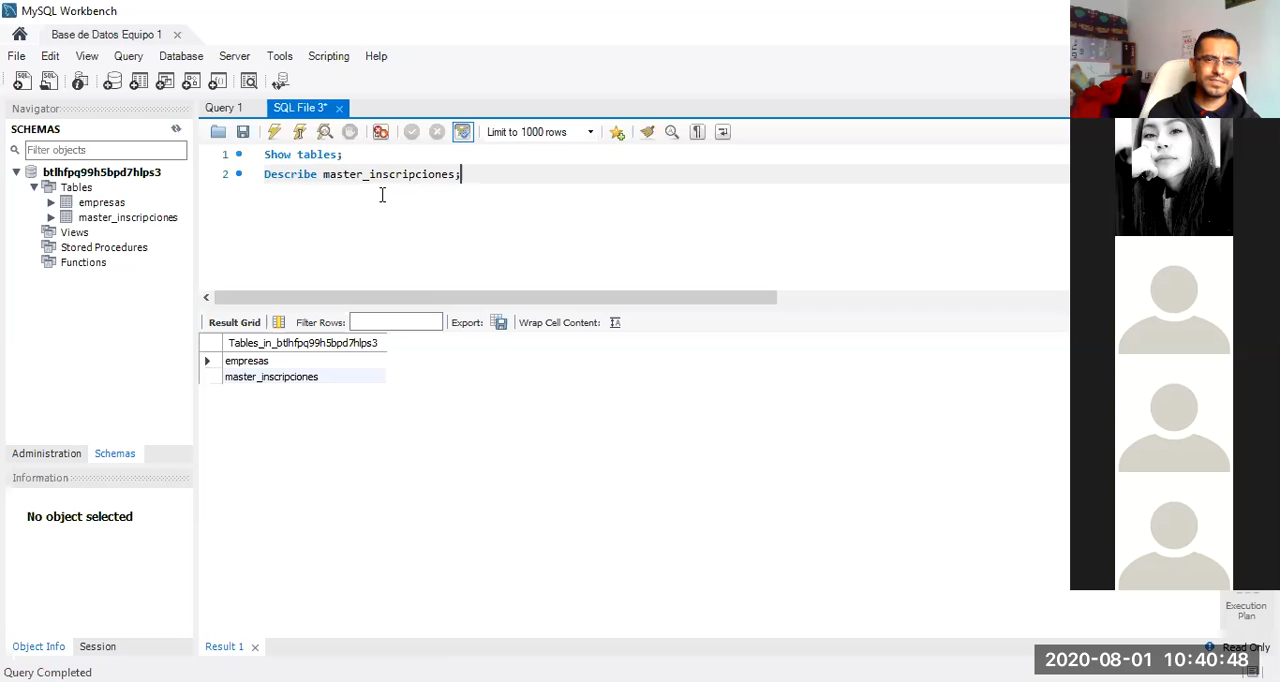 MySQL Workbench
Base de Datos Equipo 1
File Edit View Query Database Server Tools Scripting Help
Navigator
Query 1 SQL File 3*
SCHEMAS
Limit to 1000 rows
Filter objects
1 Show tables;
2 Describe master_inscripciones;
btlhfpq99h5bpd7hlps3
Tables
empresas
master_inscripciones
Views
Stored Procedures
Functions
Result Grid Filter Rows: Export: Wrap Cell Content:
Tables_in_btlhfpq99h5bpd7hlps3
empresas
master_inscripciones
Administration Schemas
Information
No object selected
Execution
Plan
Object Info Session
Result 1
Read Only
Query Completed
2020-08-01 10:40:48